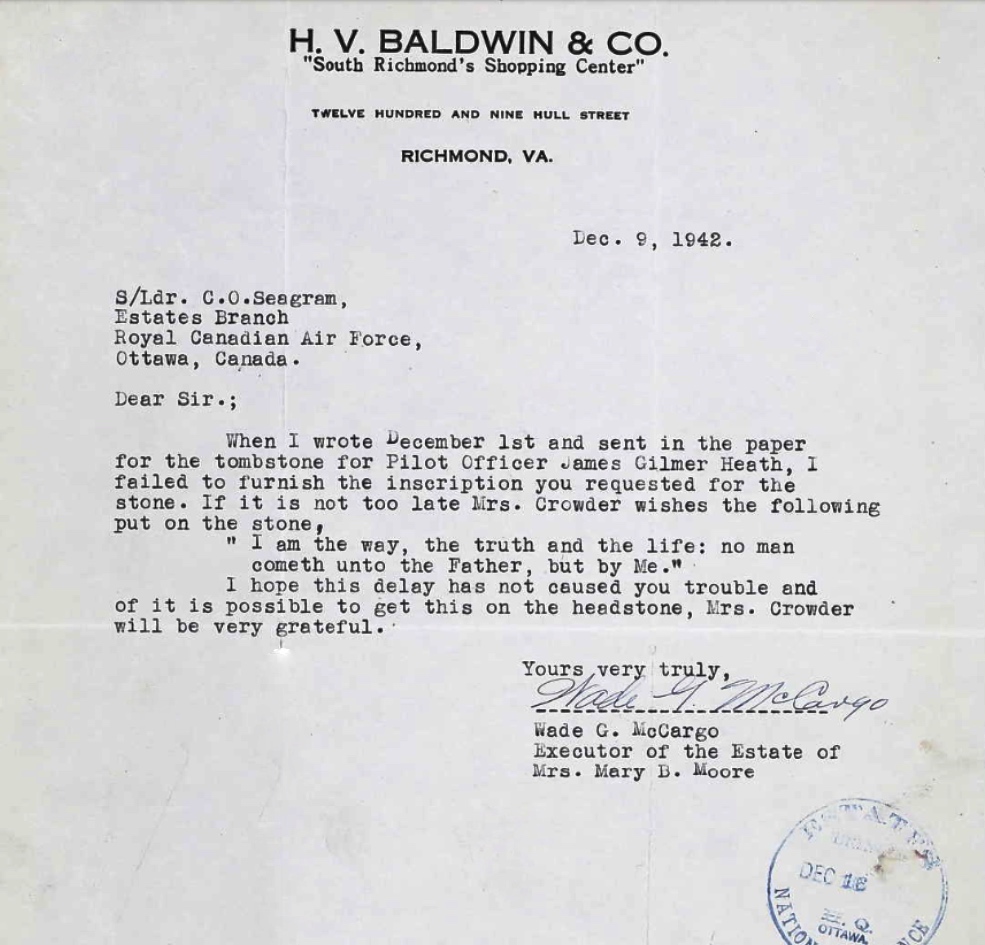 H. V. BALDWIN & CO.
"South Richmond's Shopping Center"
TWELVE HUNDRED AND NINE HULL STREET
RICHMOND, VA.
Dec. 9, 1942.
S/Ldr. C.O.Seagram,
Estates Branch
Royal Canadian Air Force,
Ottawa, Canada.
Dear Sir.;
When I wrote December 1st and sent in the paper
for the tombstone for Pilot Officer James Gilmer Heath, I
failed to furnish the inscription you requested for the
stone. If it is not too late Mrs. Crowder wishes the following
put on the stone,
" I am the way, the truth and the life: no man
cometh unto the Father, but by Me."
I hope this delay has not caused you trouble and
of it is possible to get this on the headstone, Mrs. Crowder
will be very grateful.
Yours very truly,
Wade G. McCargo
Wade G. McCargo
Executor of the Estate of
Mrs. Mary B. Moore
ESTATES
DEC
H. Q.
OTTAWA.